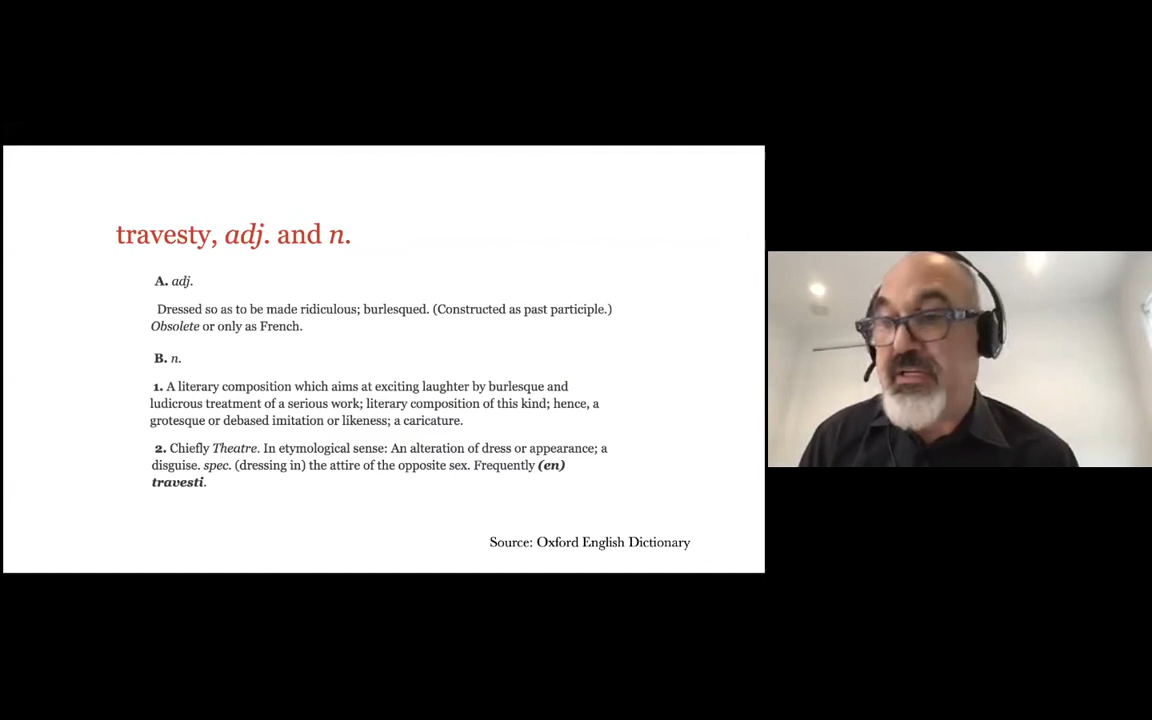 travesty, adj. and n.
A. adj.
Dressed so as to be made ridiculous; burlesqued. (Constructed as past participle.)
Obsolete or only as French.
B. n.
1. A literary composition which aims at exciting laughter by burlesque and
ludicrous treatment of a serious work; literary composition of this kind; hence, a
grotesque or debased imitation or likeness; a caricature.
2. Chiefly Theatre. In etymological sense: An alteration of dress or appearance; a
disguise. spec. (dressing in) the attire of the opposite sex. Frequently (en)
travesti.
Source: Oxford English Dictionary